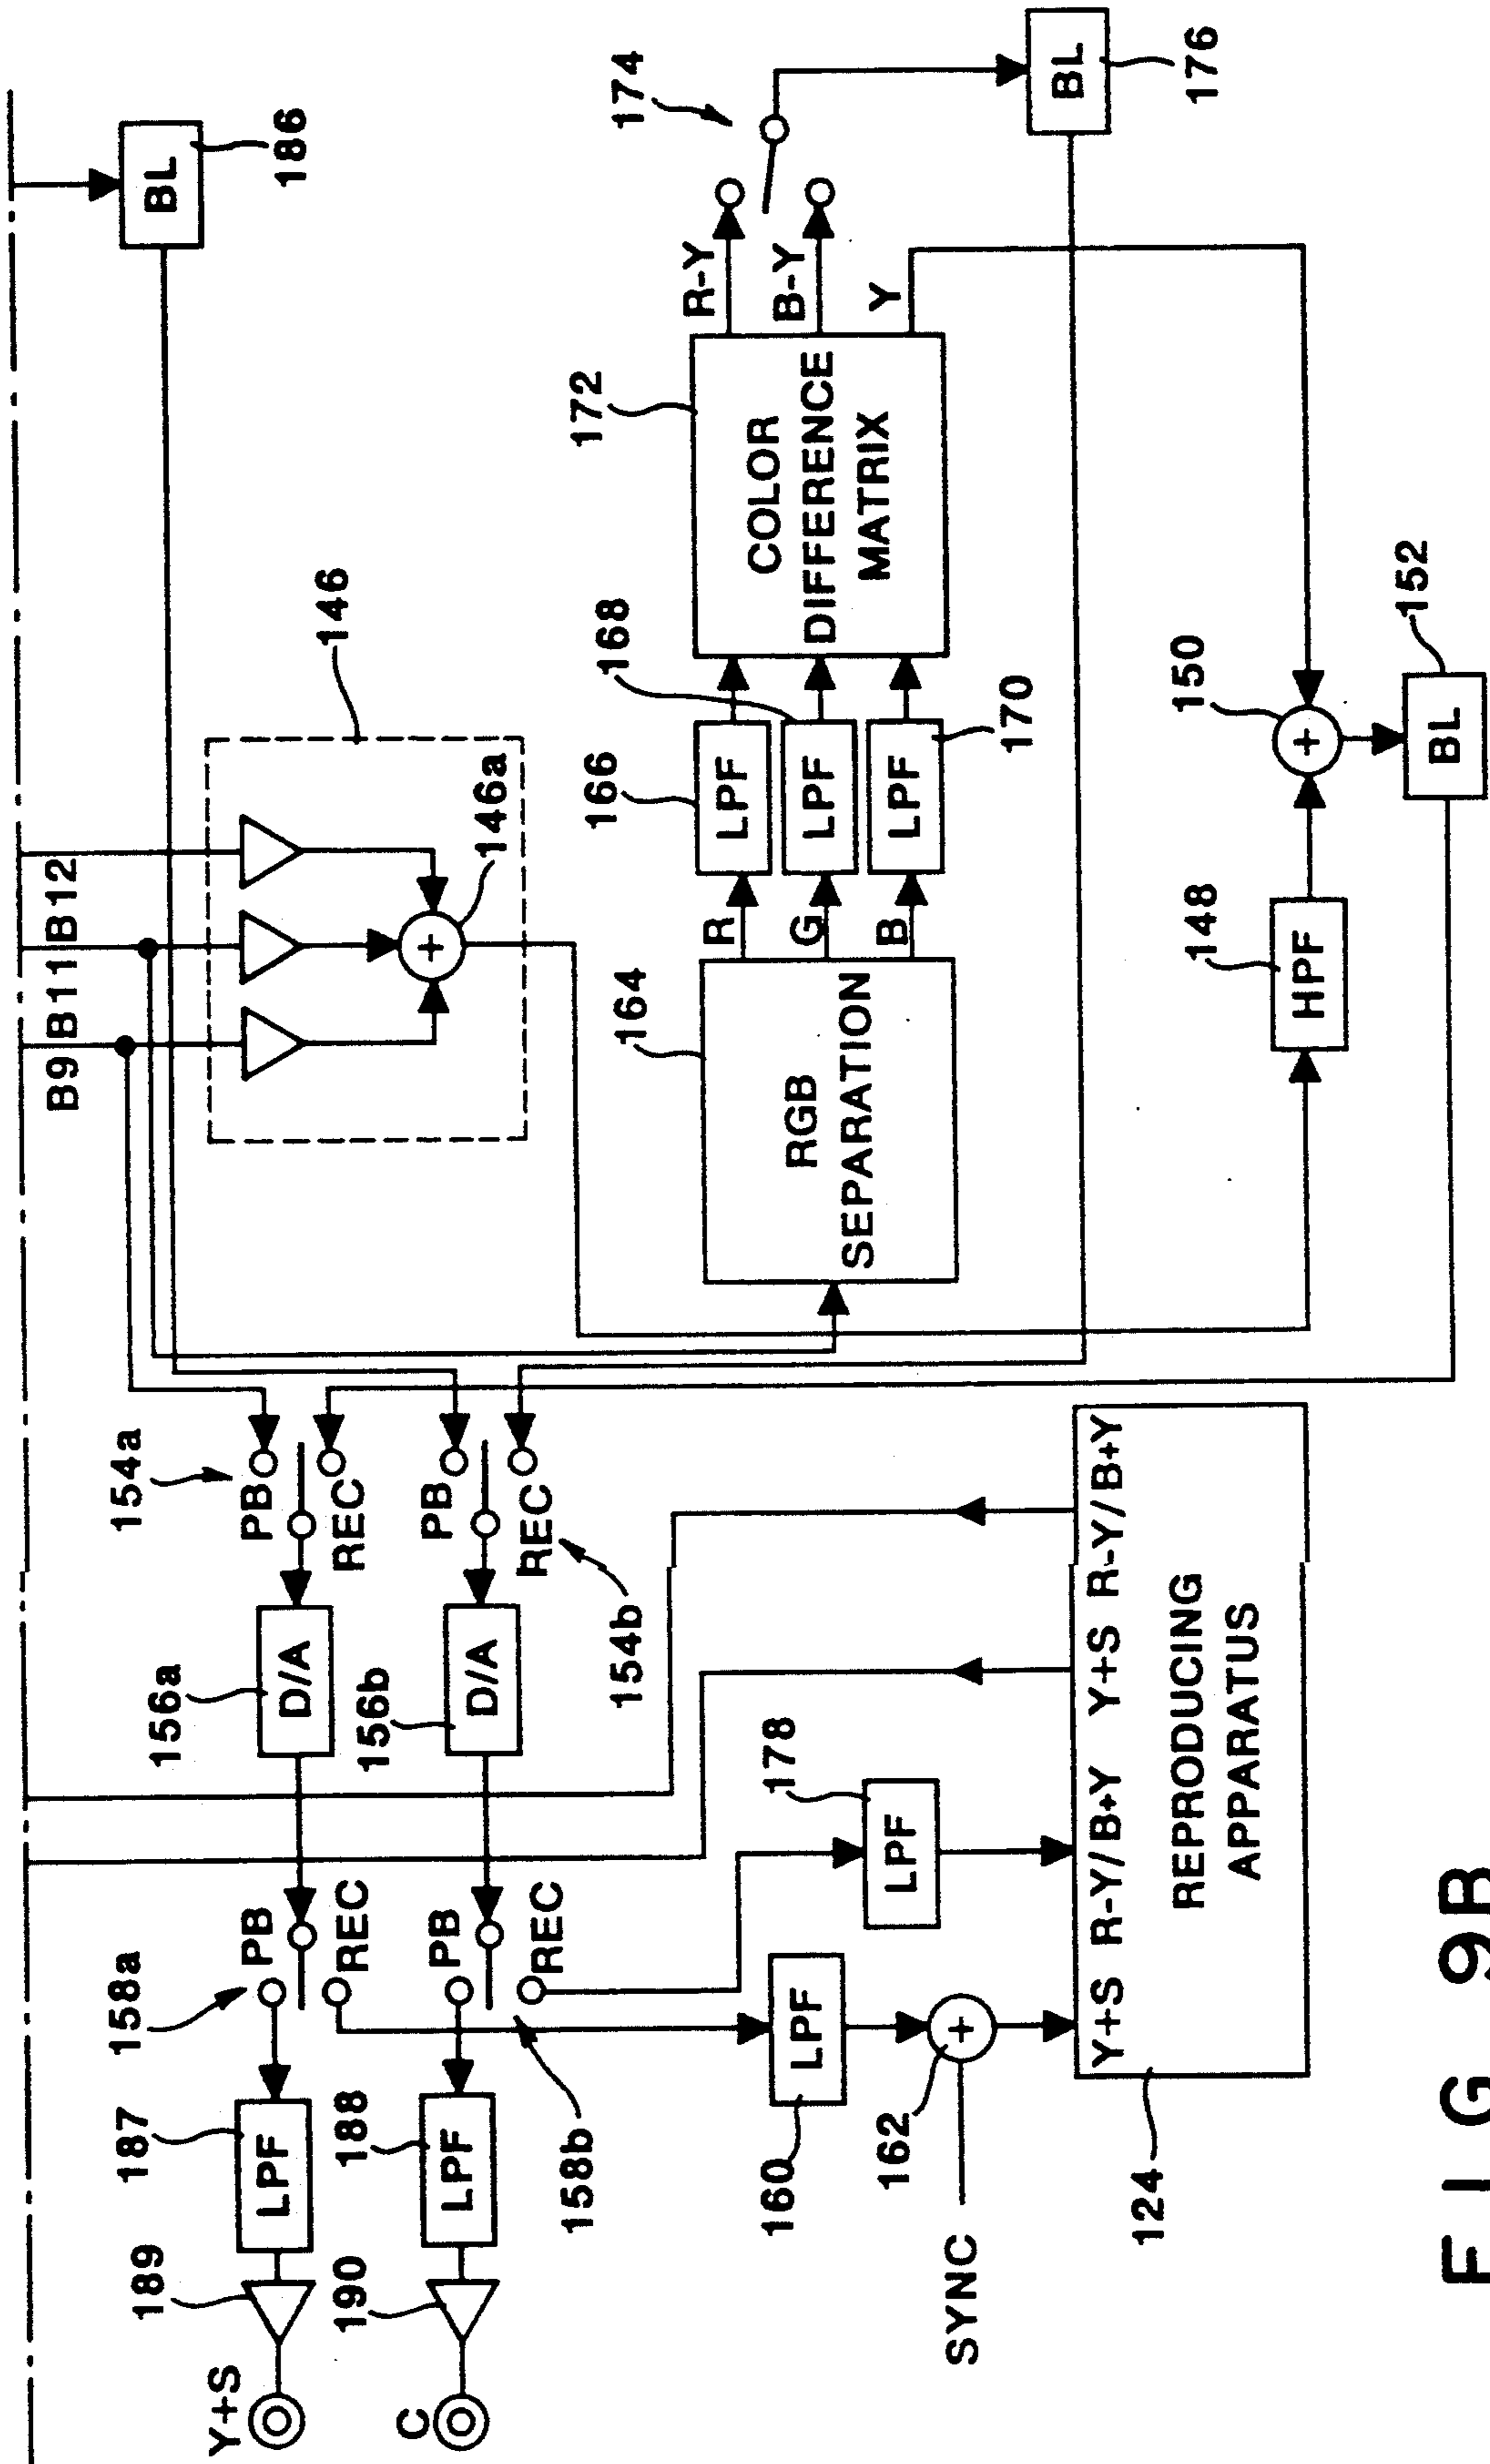 BL
186
B9 B11 B12
146
146a
154a
PB
REC
PB
REC
154b
156a
D/A
156b
D/A
158a
PB
REC
PB
REC
158b
187
LPF
188
LPF
189
190
Y+S
C
174
R-Y
B-Y
Y
BL
176
172
COLOR
DIFFERENCE
MATRIX
166
LPF
168
LPF
LPF
170
R
G
B
164
RGB
SEPARATION
150
+
148
HPF
BL
152
178
LPF
160
LPF
162
+
SYNC
Y+S R-Y/B+Y Y+S R-Y/B+Y
REPRODUCING
APPARATUS
124
+
FIG 9B